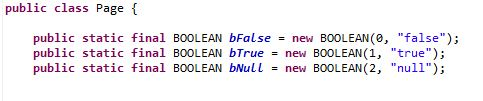 public class Page {
public static final BOOLEAN bFalse = new BOOLEAN(0, "false");
public static final BOOLEAN bTrue = new BOOLEAN(1, "true");
public static final BOOLEAN bNull = new BOOLEAN(2, "null");